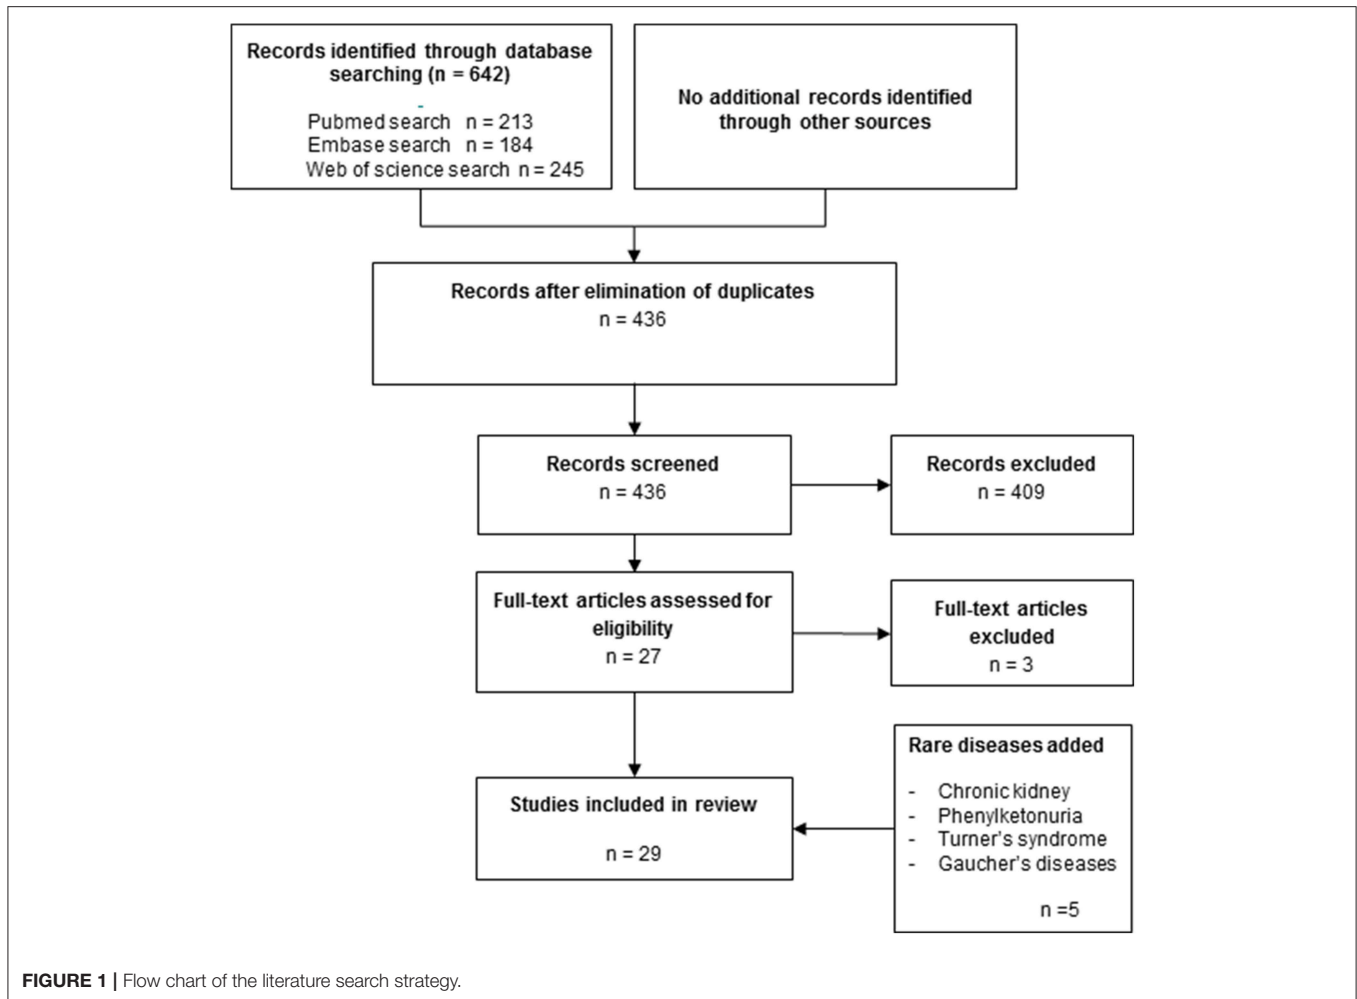 Records identified through database
searching (n = 642)
Pubmed search n = 213
Embase search n = 184
Web of science search n = 245
No additional records identified
through other sources
Records after elimination of duplicates
n = 436
Records screened
n = 436
Records excluded
n = 409
Full-text articles assessed for
eligibility
n = 27
Full-text articles
excluded
n = 3
Rare diseases added
- Chronic kidney
- Phenylketonuria
- Turner's syndrome
- Gaucher's diseases
n =5
Studies included in review
n = 29
FIGURE 1 | Flow chart of the literature search strategy.